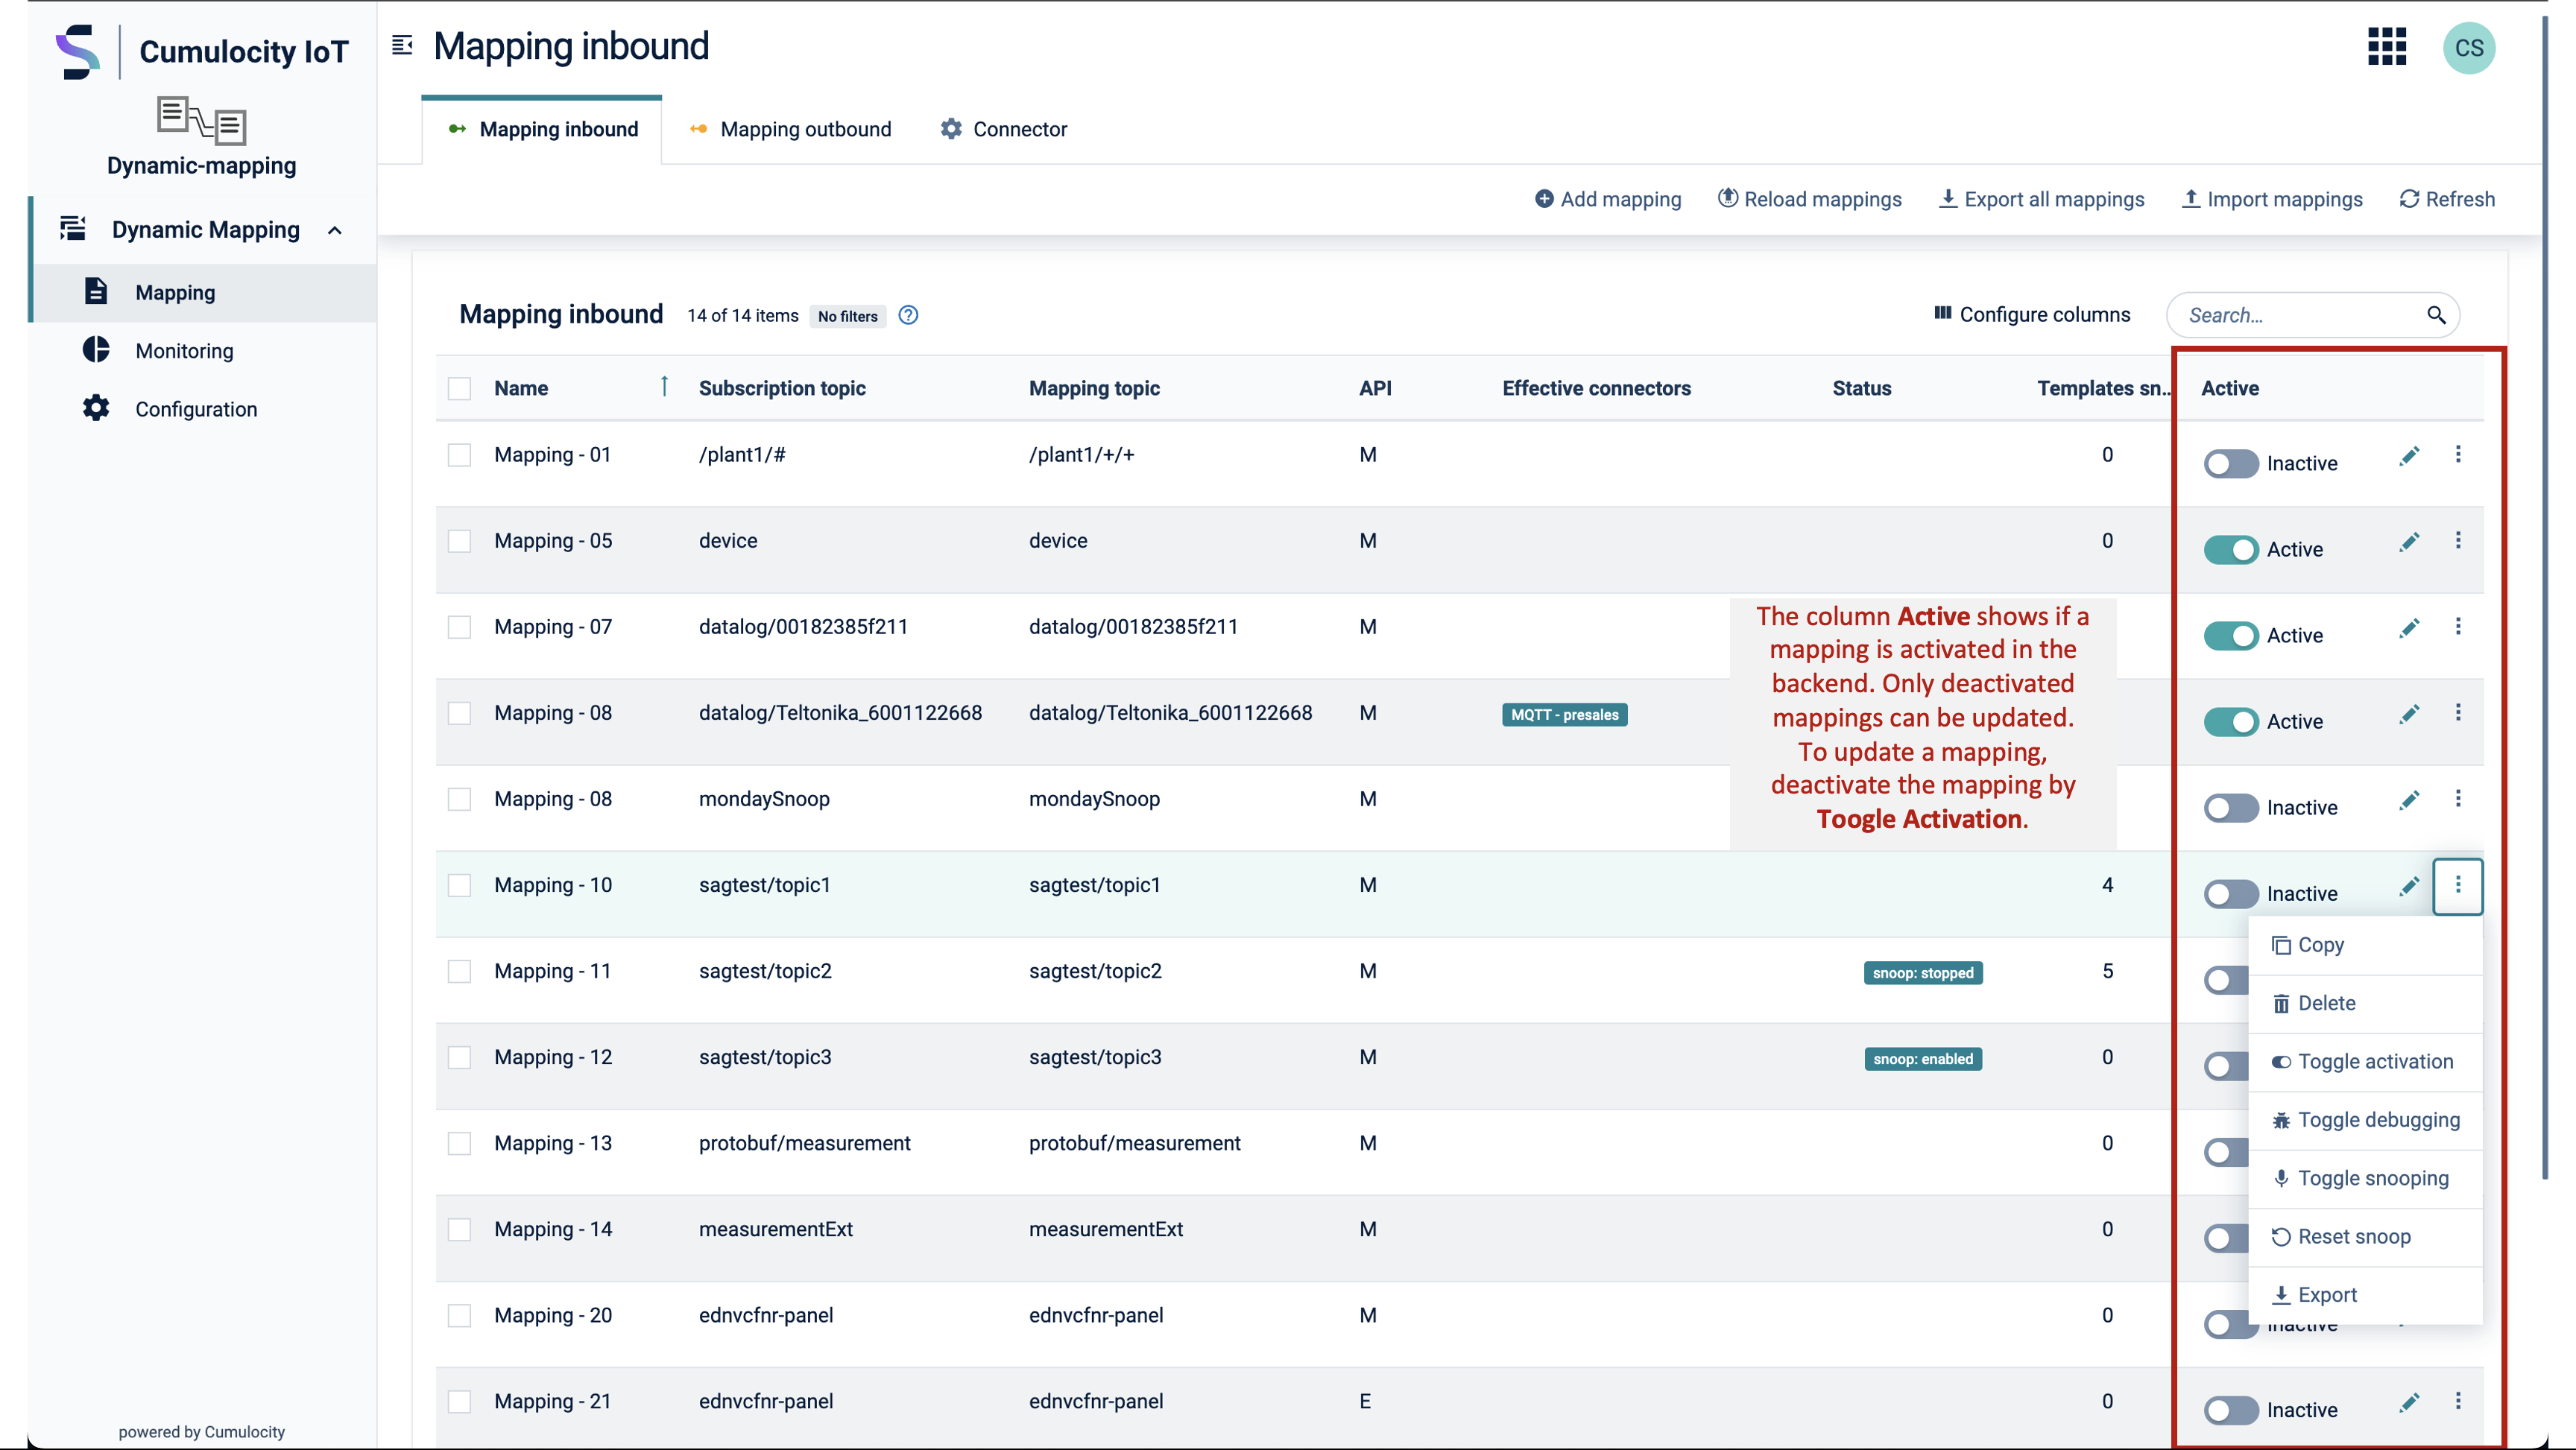 Cumulocity IoT
Mapping inbound
CS
Dynamic-mapping
Mapping inbound
Mapping outbound
Connector
Dynamic Mapping
Mapping
Monitoring
Configuration
Add mapping
Reload mappings
Export all mappings
Import mappings
Refresh
Mapping inbound 14 of 14 items No filters
Configure columns
Search...
Name Subscription topic Mapping topic API Effective connectors Status Templates sn... Active
Mapping - 01 /plant1/# /plant1/+/+ M 0 Inactive
Mapping - 05 device device M 0 Active
Mapping - 07 datalog/00182385f211 datalog/00182385f211 M Active
Mapping - 08 datalog/Teltonika_6001122668 datalog/Teltonika_6001122668 M MQTT - presales Active
Mapping - 08 mondaySnoop mondaySnoop M Inactive
The column Active shows if a
mapping is activated in the
backend. Only deactivated
mappings can be updated.
To update a mapping,
deactivate the mapping by
Toogle Activation.
Mapping - 10 sagtest/topic1 sagtest/topic1 M 4 Inactive
Mapping - 11 sagtest/topic2 sagtest/topic2 M snoop: stopped 5
Mapping - 12 sagtest/topic3 sagtest/topic3 M snoop: enabled 0
Mapping - 13 protobuf/measurement protobuf/measurement M 0
Mapping - 14 measurementExt measurementExt M 0
Mapping - 20 ednvcfnr-panel ednvcfnr-panel M 0 Inactive
Mapping - 21 ednvcfnr-panel ednvcfnr-panel E 0 Inactive
Copy
Delete
Toggle activation
Toggle debugging
Toggle snooping
Reset snoop
Export
powered by Cumulocity